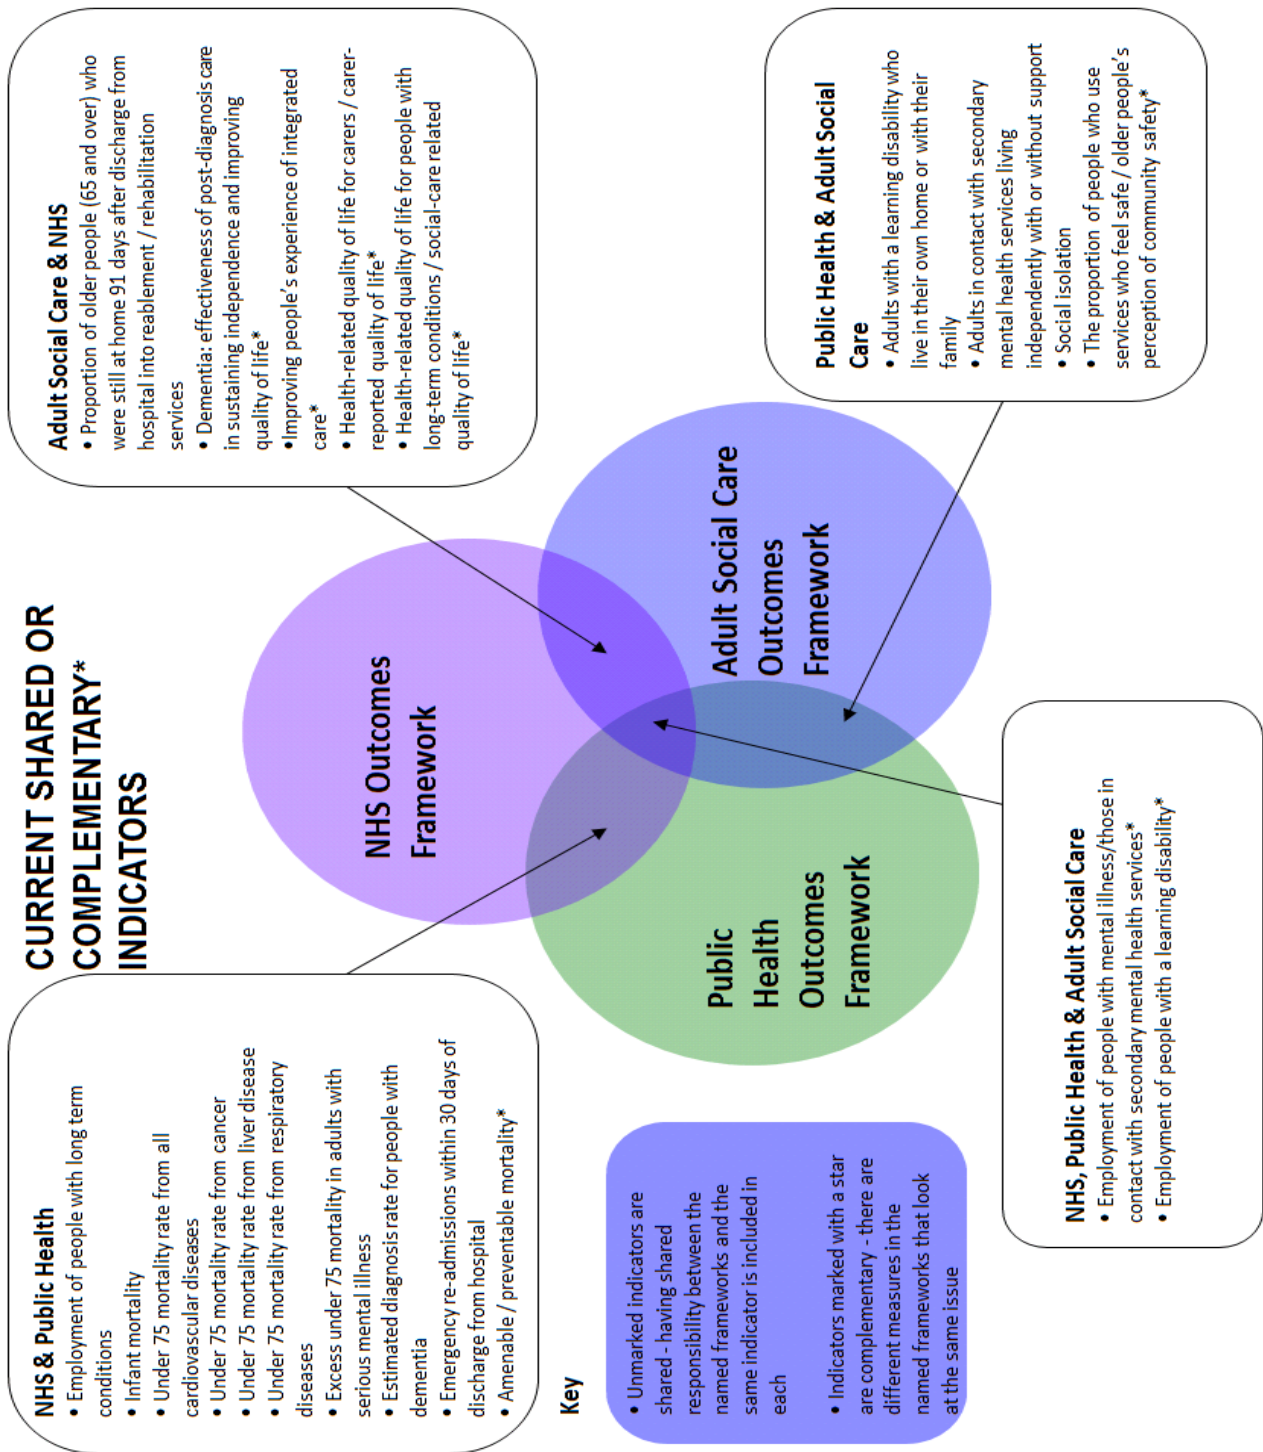 CURRENT SHARED OR
COMPLEMENTARY*
INDICATORS
NHS & Public Health
• Employment of people with long term
conditions
• Infant mortality
• Under 75 mortality rate from all
cardiovascular diseases
• Under 75 mortality rate from cancer
• Under 75 mortality rate from liver disease
• Under 75 mortality rate from respiratory
diseases
• Excess under 75 mortality in adults with
serious mental illness
• Estimated diagnosis rate for people with
dementia
• Emergency re-admissions within 30 days of
discharge from hospital
• Amenable / preventable mortality*
Adult Social Care & NHS
• Proportion of older people (65 and over) who
were still at home 91 days after discharge from
hospital into reablement / rehabilitation
services
• Dementia: effectiveness of post-diagnosis care
in sustaining independence and improving
quality of life*
•Improving people's experience of integrated
care*
• Health-related quality of life for carers / carer-
reported quality of life*
• Health-related quality of life for people with
long-term conditions / social-care related
quality of life*
NHS Outcomes
Framework
Public
Health
Outcomes
Framework
Adult Social Care
Outcomes
Framework
Key
• Unmarked indicators are
shared - having shared
responsibility between the
named frameworks and the
same indicator is included in
each
• Indicators marked with a star
are complementary - there are
different measures in the
named frameworks that look
at the same issue
NHS, Public Health & Adult Social Care
• Employment of people with mental illness/those in
contact with secondary mental health services*
• Employment of people with a learning disability*
Public Health & Adult Social
Care
• Adults with a learning disability who
live in their own home or with their
family
• Adults in contact with secondary
mental health services living
independently with or without support
• Social isolation
• The proportion of people who use
services who feel safe / older people's
perception of community safety*